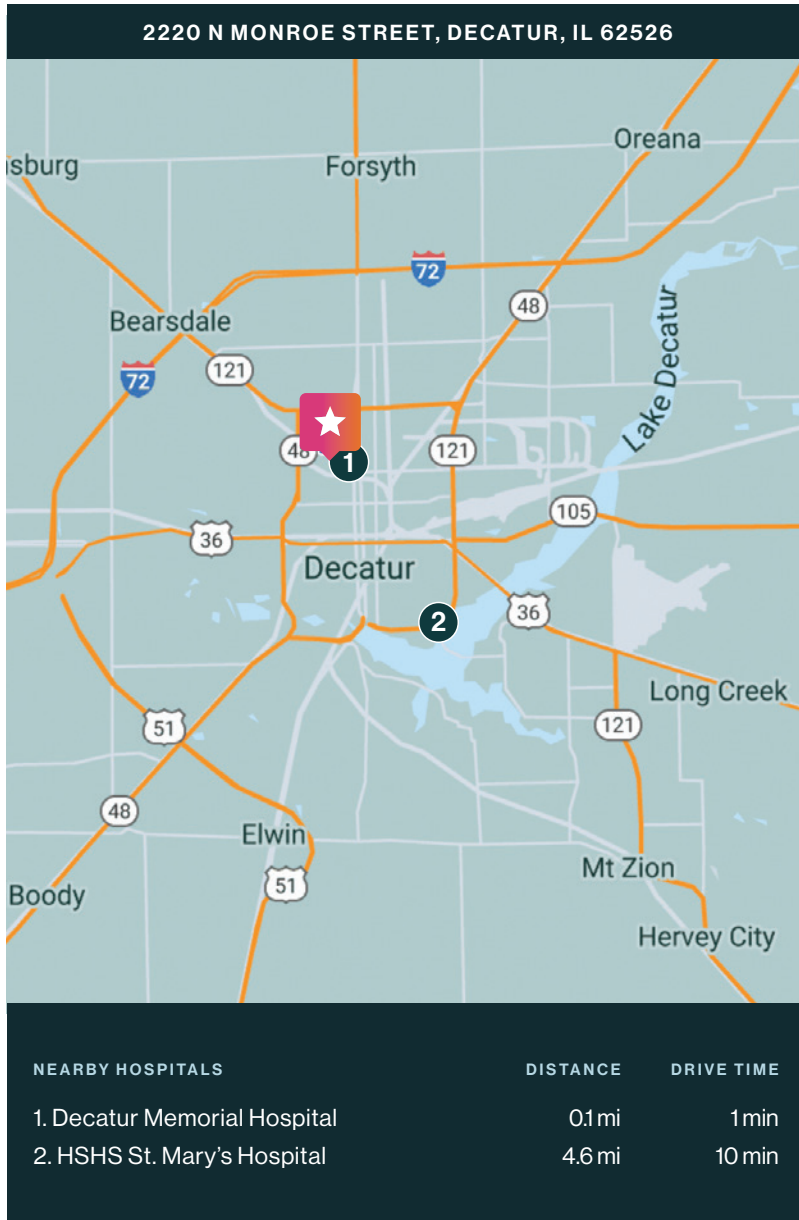 2220 N MONROE STREET, DECATUR, IL 62526
Oreana
nsburg
Forsyth
72
48
Lake Decatur
Bearsdale
121
72
48
1
121
105
36
Decatur
36
2
Long Creek
51
121
48
Elwin
Mt Zion
51
Boody
Hervey City
NEARBY HOSPITALS DISTANCE DRIVE TIME
1. Decatur Memorial Hospital 0.1 mi 1 min
2. HSHS St. Mary’s Hospital 4.6 mi 10 min